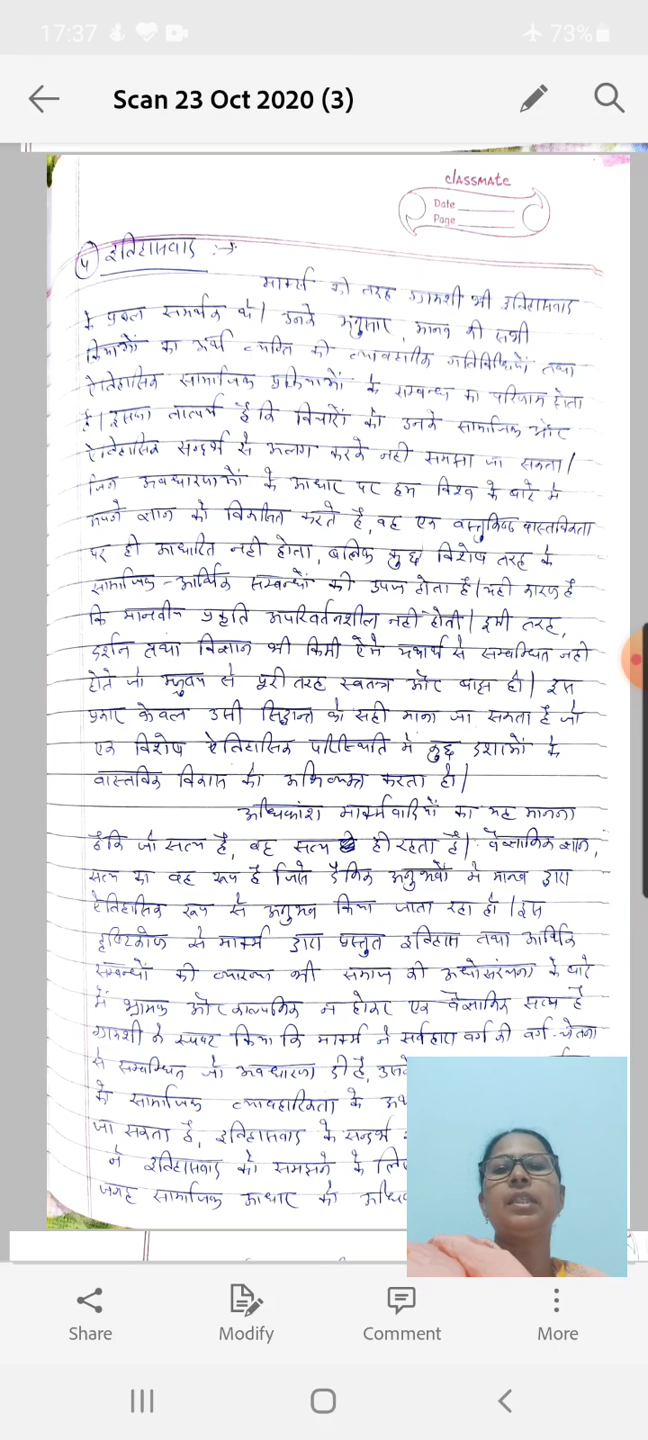 17:37
73%
Scan 23 Oct 2020 (3)
classmate
Date
Page
(५) इतिहासवाद :→
मार्क्स की तरह ग्रामशी भी इतिहासवाद
के प्रबल समर्थक थे। उनके अनुसार, मानव की सभी
क्रियाओं का अर्थ व्यक्ति की व्यावहारिक गतिविधियों तथा
ऐतिहासिक सामाजिक प्रक्रियाओं के सम्बन्ध का परिणाम होता
है। इसका तात्पर्य है कि विचारों को उनके सामाजिक और
ऐतिहासिक सन्दर्भ से अलग करके नही समझा जा सकता।
जिन अवधारणाओं के आधार पर हम विश्व के बारे मे
अपने ज्ञान को विकसित करते है, वह एक वस्तुनिष्ठ वास्तविकता
पर ही आधारित नही होता, बल्कि कुछ विशेष तरह के
सामाजिक-आर्थिक सम्बन्धों की उपज होता है। यही कारण है
कि मानवीय प्रकृति अपरिवर्तनशील नही होती। इसी तरह,
दर्शन तथा विज्ञान भी किसी ऐसे यथार्थ से सम्बन्धित नही
होते जो मनुष्य से पूरी तरह स्वतन्त्र और बाह्य हो। इस
प्रकार केवल उसी सिद्धान्त को सही माना जा सकता है जो
एक विशेष ऐतिहासिक परिस्थिति मे कुछ दशाओं के
वास्तविक विकास को अभिव्यक्त करता हो।
अधिकांश मार्क्सवादियों का यह मानना
है कि जो सत्य है, वह सत्य ही रहता है। वैज्ञानिक ज्ञान,
सत्य का वह रूप है जिसे दैनिक अनुभवों मे मानव द्वारा
ऐतिहासिक रूप से अनुभव किया जाता रहा हो। इस
दृष्टिकोण से मार्क्स द्वारा प्रस्तुत इतिहास तथा आर्थिक
सम्बन्धों की व्याख्या भी समाज की अधोसंरचना के बारे
में भ्रामक और काल्पनिक न होकर एक वैज्ञानिक सत्य है
ग्रामशी ने स्पष्ट किया कि मार्क्स ने सर्वहारा वर्ग की वर्ग-चेतना
से सम्बन्धित जो अवधारणा दी है,
को सामाजिक व्यावहारिकता के
जा सकता है, इतिहासवाद के सन्दर्भ
ने इतिहासवाद को समझने के लिए
जगह सामाजिक आधार को
Share
Modify
Comment
More